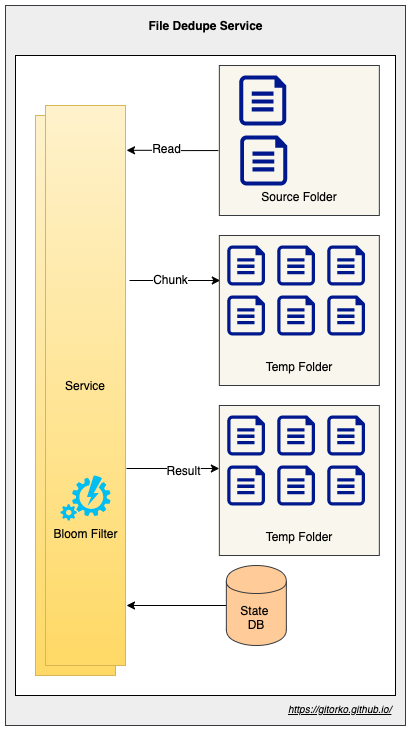 File Dedupe Service
Read
Source Folder
Chunk
Temp Folder
Service
Result
Bloom Filter
Temp Folder
State
DB
https://gitorko.github.io/